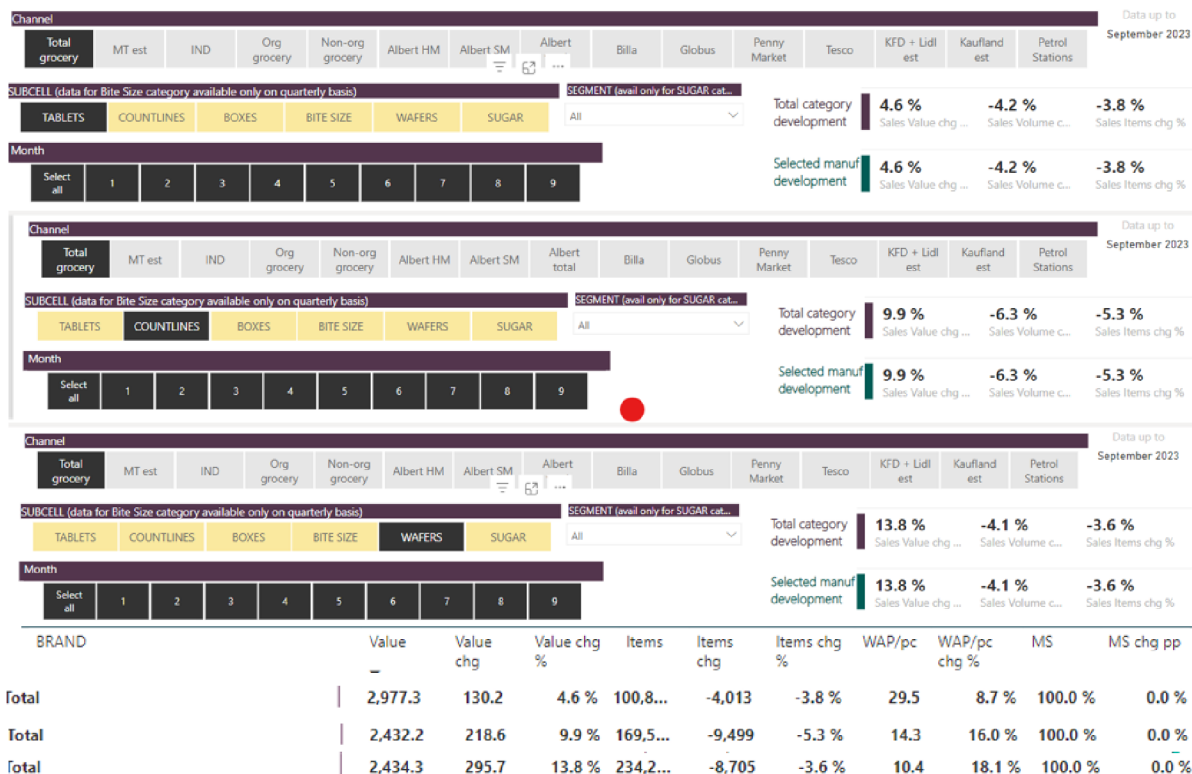 Channel
Data up to
September 2023
Total grocery
MT est
IND
Org grocery
Non-org grocery
Albert HM
Albert SM
Albert
Billa
Globus
Penny Market
Tesco
KFD + Lidl est
Kaufland est
Petrol Stations
SUBCELL (data for Bite Size category available only on quarterly basis)
SEGMENT (avail only for SUGAR cat...
TABLETS
COUNTLINES
BOXES
BITE SIZE
WAFERS
SUGAR
All
Total category development
4.6 %
Sales Value chg ...
-4.2 %
Sales Volume c...
-3.8 %
Sales Items chg %
Month
Select all
1
2
3
4
5
6
7
8
9
Selected manuf development
4.6 %
Sales Value chg ...
-4.2 %
Sales Volume c...
-3.8 %
Sales Items chg %
Channel
Data up to
September 2023
Total grocery
MT est
IND
Org grocery
Non-org grocery
Albert HM
Albert SM
Albert total
Billa
Globus
Penny Market
Tesco
KFD + Lidl est
Kaufland est
Petrol Stations
SUBCELL (data for Bite Size category available only on quarterly basis)
SEGMENT (avail only for SUGAR cat...
TABLETS
COUNTLINES
BOXES
BITE SIZE
WAFERS
SUGAR
All
Total category development
9.9 %
Sales Value chg ...
-6.3 %
Sales Volume c...
-5.3 %
Sales Items chg %
Month
Select all
1
2
3
4
5
6
7
8
9
Selected manuf development
9.9 %
Sales Value chg ...
-6.3 %
Sales Volume c...
-5.3 %
Sales Items chg %
Channel
Data up to
September 2023
Total grocery
MT est
IND
Org grocery
Non-org grocery
Albert HM
Albert SM
Albert
Billa
Globus
Penny Market
Tesco
KFD + Lidl est
Kaufland est
Petrol Stations
SUBCELL (data for Bite Size category available only on quarterly basis)
SEGMENT (avail only for SUGAR cat...
TABLETS
COUNTLINES
BOXES
BITE SIZE
WAFERS
SUGAR
All
Total category development
13.8 %
Sales Value chg ...
-4.1 %
Sales Volume c...
-3.6 %
Sales Items chg %
Month
Select all
1
2
3
4
5
6
7
8
9
Selected manuf development
13.8 %
Sales Value chg ...
-4.1 %
Sales Volume c...
-3.6 %
Sales Items chg %
BRAND Value Value chg Value chg % Items Items chg Items chg % WAP/pc WAP/pc chg % MS MS chg pp
Total 2,977.3 130.2 4.6 % 100,8... -4,013 -3.8 % 29.5 8.7 % 100.0 % 0.0 %
Total 2,432.2 218.6 9.9 % 169,5... -9,499 -5.3 % 14.3 16.0 % 100.0 % 0.0 %
Total 2,434.3 295.7 13.8 % 234,2... -8,705 -3.6 % 10.4 18.1 % 100.0 % 0.0 %